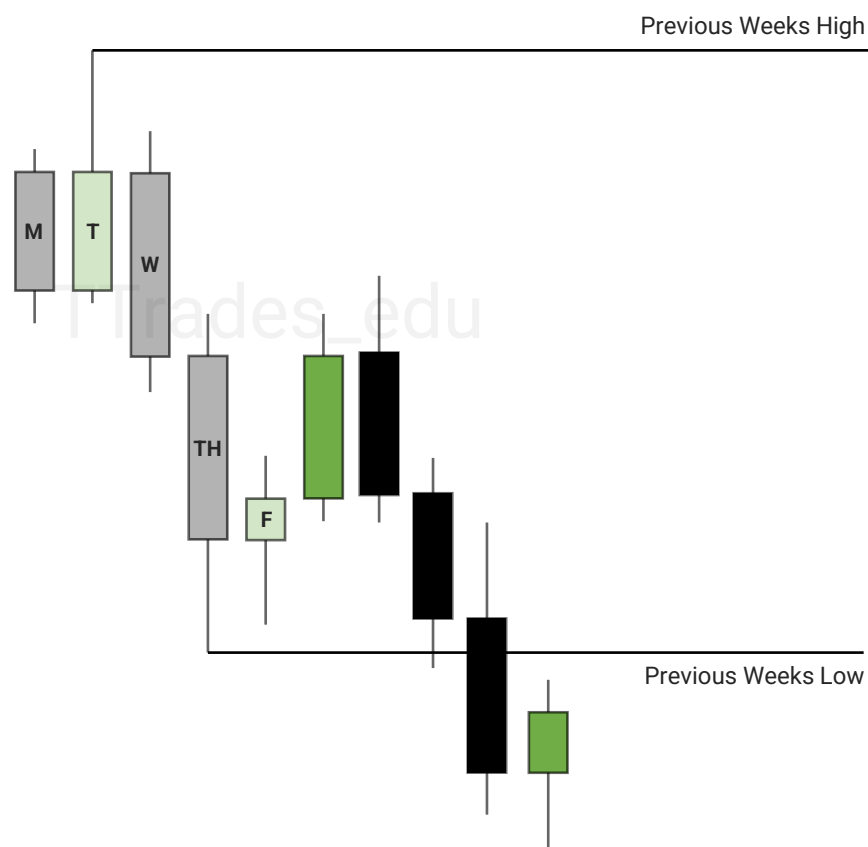 Previous Weeks High
M
T
W
TTrades_edu
TH
F
Previous Weeks Low